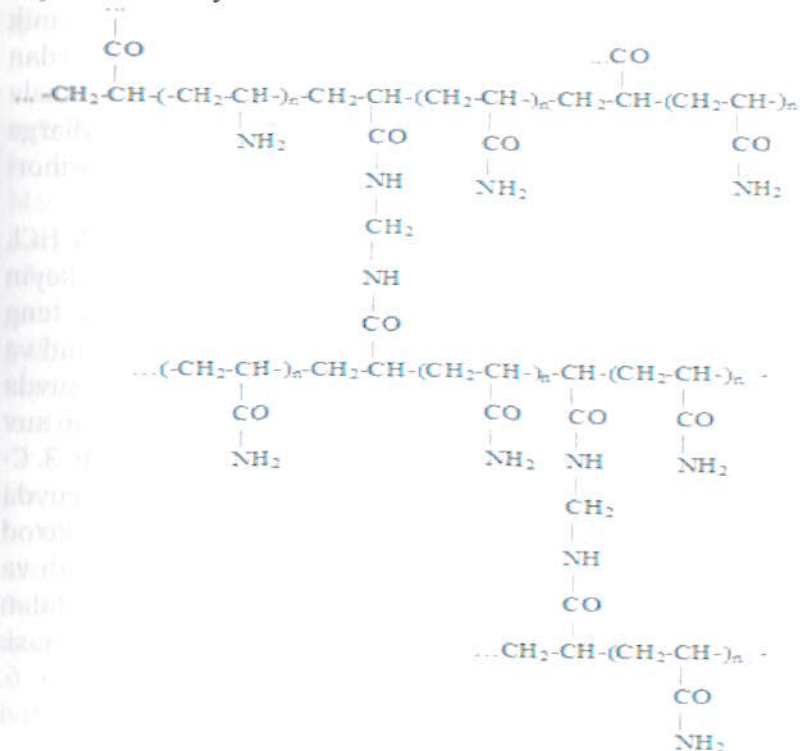 ...
CO ...CO
...-CH₂-CH-(-CH₂-CH-)ₙ-CH₂-CH-(CH₂-CH-)ₙ-CH₂-CH-(CH₂-CH-)ₙ
NH₂ CO CO CO
NH NH₂ NH₂
CH₂
NH
CO
...(-CH₂-CH-)ₙ-CH₂-CH-(CH₂-CH-)ₙ-CH-(CH₂-CH-)ₙ -
CO CO CO CO
NH₂ NH₂ NH NH₂
CH₂
NH
CO
...-CH₂-CH-(CH₂-CH-)ₙ -
CO
NH₂